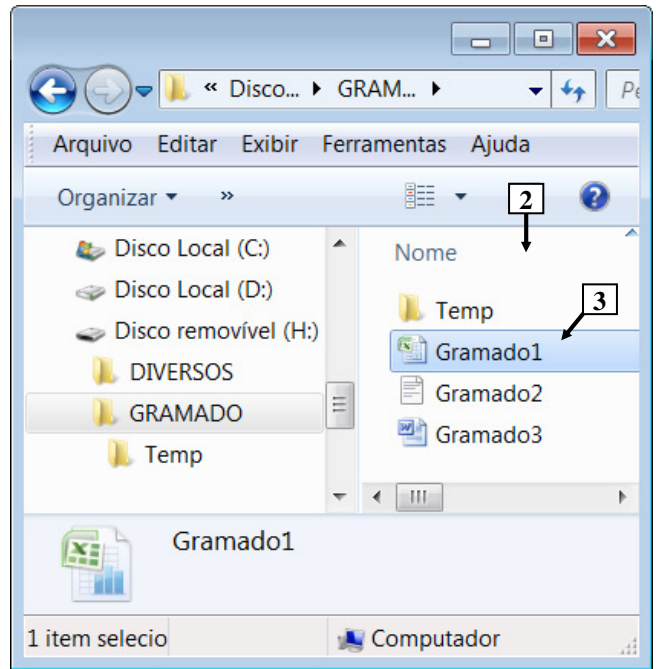 « Disco... GRAM... Pe
Arquivo Editar Exibir Ferramentas Ajuda
Organizar »
2
Disco Local (C:)
Disco Local (D:)
Disco removível (H:)
DIVERSOS
GRAMADO
Temp
Nome
Temp
3
Gramado1
Gramado2
Gramado3
Gramado1
1 item selecio
Computador